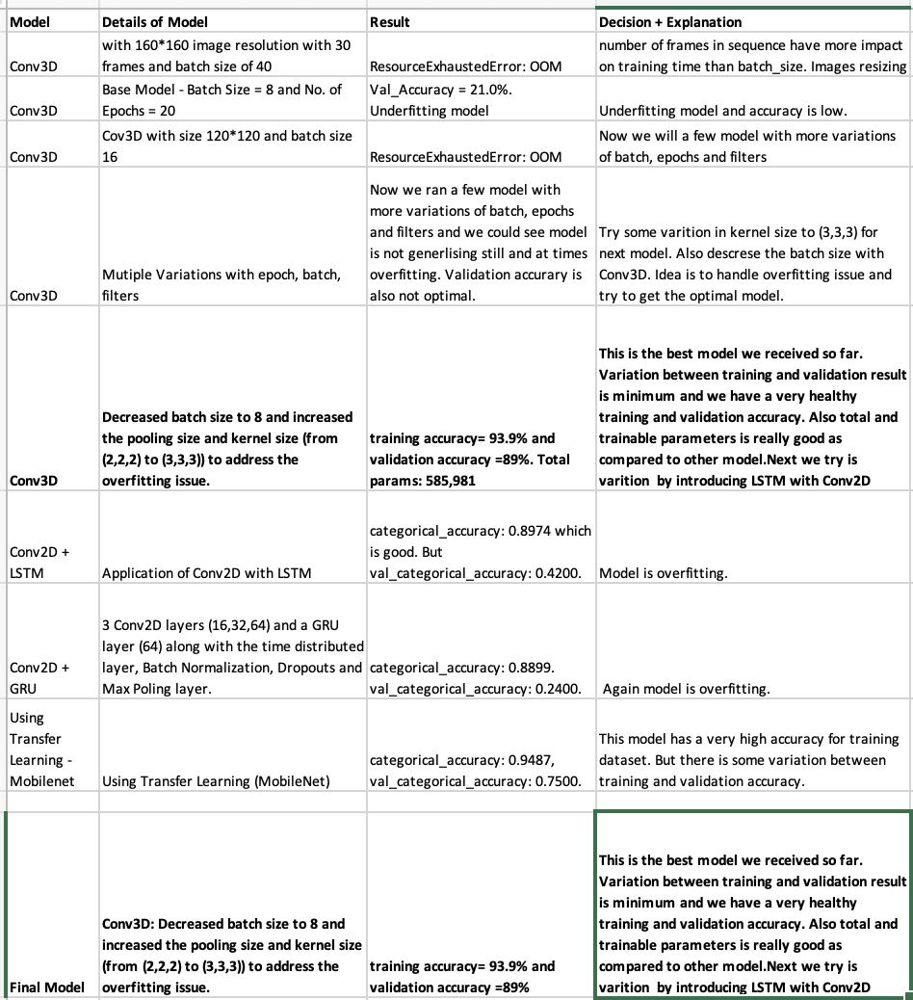 Model Details of Model Result Decision + Explanation
with 160*160 image resolution with 30
frames and batch size of 40
Conv3D
ResourceExhaustedError: OOM
number of frames in sequence have more impact
on training time than batch_size. Images resizing
Conv3D
Base Model - Batch Size = 8 and No. of
Epochs = 20
Val_Accuracy = 21.0%.
Underfitting model
Underfitting model and accuracy is low.
Conv3D
Cov3D with size 120*120 and batch size
16
ResourceExhaustedError: OOM
Now we will a few model with more variations
of batch, epochs and filters
Conv3D
Mutiple Variations with epoch, batch,
filters
Now we ran a few model with
more variations of batch, epochs
and filters and we could see model
is not generlising still and at times
overfitting. Validation accurary is
also not optimal.
Try some varition in kernel size to (3,3,3) for
next model. Also descrese the batch size with
Conv3D. Idea is to handle overfitting issue and
try to get the optimal model.
Conv3D
Decreased batch size to 8 and increased
the pooling size and kernel size (from
(2,2,2) to (3,3,3)) to address the
overfitting issue.
training accuracy= 93.9% and
validation accuracy =89%. Total
params: 585,981
This is the best model we received so far.
Variation between training and validation result
is minimum and we have a very healthy
training and validation accuracy. Also total and
trainable parameters is really good as
compared to other model.Next we try is
varition  by introducing LSTM with Conv2D
Conv2D +
LSTM
Application of Conv2D with LSTM
categorical_accuracy: 0.8974 which
is good. But
val_categorical_accuracy: 0.4200.
Model is overfitting.
Conv2D +
GRU
3 Conv2D layers (16,32,64) and a GRU
layer (64) along with the time distributed
layer, Batch Normalization, Dropouts and
Max Poling layer.
categorical_accuracy: 0.8899.
val_categorical_accuracy: 0.2400.
Again model is overfitting.
Using
Transfer
Learning -
Mobilenet
Using Transfer Learning (MobileNet)
categorical_accuracy: 0.9487,
val_categorical_accuracy: 0.7500.
This model has a very high accuracy for training
dataset. But there is some variation between
training and validation accuracy.
Final Model
Conv3D: Decreased batch size to 8 and
increased the pooling size and kernel size
(from (2,2,2) to (3,3,3)) to address the
overfitting issue.
training accuracy= 93.9% and
validation accuracy =89%
This is the best model we received so far.
Variation between training and validation result
is minimum and we have a very healthy
training and validation accuracy. Also total and
trainable parameters is really good as
compared to other model.Next we try is
varition  by introducing LSTM with Conv2D